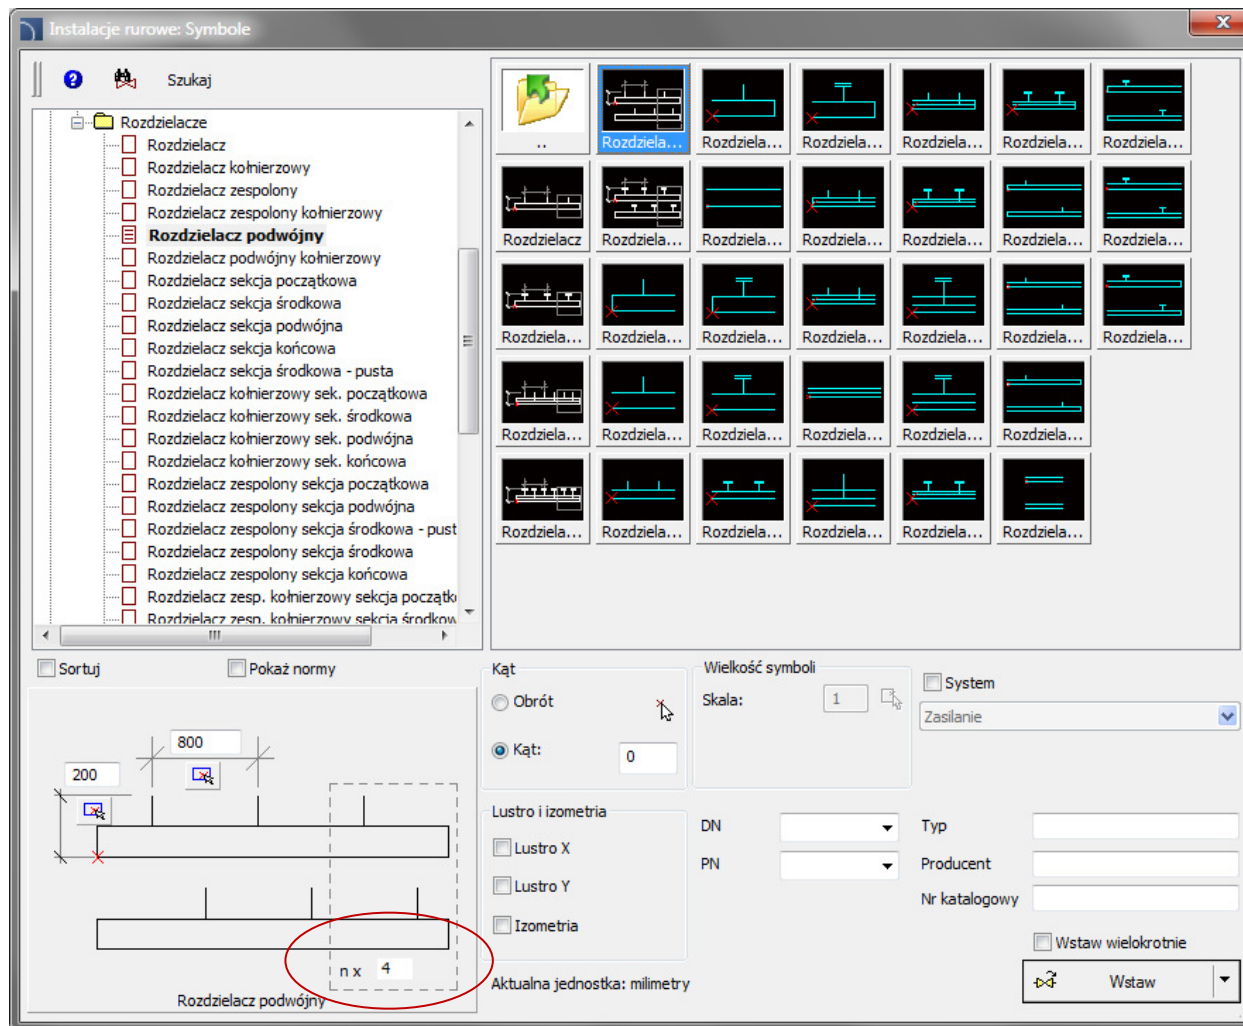 Instalacje rurowe: Symbole
Szukaj
Rozdzielacze
Rozdzielacz
Rozdzielacz kołnierzowy
Rozdzielacz zespolony
Rozdzielacz zespolony kołnierzowy
Rozdzielacz podwójny
Rozdzielacz podwójny kołnierzowy
Rozdzielacz sekcja początkowa
Rozdzielacz sekcja środkowa
Rozdzielacz sekcja podwójna
Rozdzielacz sekcja końcowa
Rozdzielacz sekcja środkowa - pusta
Rozdzielacz kołnierzowy sek. początkowa
Rozdzielacz kołnierzowy sek. środkowa
Rozdzielacz kołnierzowy sek. podwójna
Rozdzielacz kołnierzowy sek. końcowa
Rozdzielacz zespolony sekcja początkowa
Rozdzielacz zespolony sekcja podwójna
Rozdzielacz zespolony sekcja środkowa - pust
Rozdzielacz zespolony sekcja środkowa
Rozdzielacz zespolony sekcja końcowa
Rozdzielacz zesp. kołnierzowy sekcja początk
Rozdzielacz zesp. kołnierzowy sekcja środkow
.. Rozdziela... Rozdziela... Rozdziela... Rozdziela... Rozdziela... Rozdziela...
Rozdzielacz Rozdziela... Rozdziela... Rozdziela... Rozdziela... Rozdziela... Rozdziela...
Rozdziela... Rozdziela... Rozdziela... Rozdziela... Rozdziela... Rozdziela... Rozdziela...
Rozdziela... Rozdziela... Rozdziela... Rozdziela... Rozdziela... Rozdziela...
Rozdziela... Rozdziela... Rozdziela... Rozdziela... Rozdziela... Rozdziela...
Sortuj Pokaż normy
800
200
n x 4
Rozdzielacz podwójny
Kąt
Obrót
Kąt: 0
Wielkość symboli
Skala: 1
System
Zasilanie
Lustro i izometria
Lustro X
Lustro Y
Izometria
DN
PN
Typ
Producent
Nr katalogowy
Wstaw wielokrotnie
Aktualna jednostka: milimetry
Wstaw